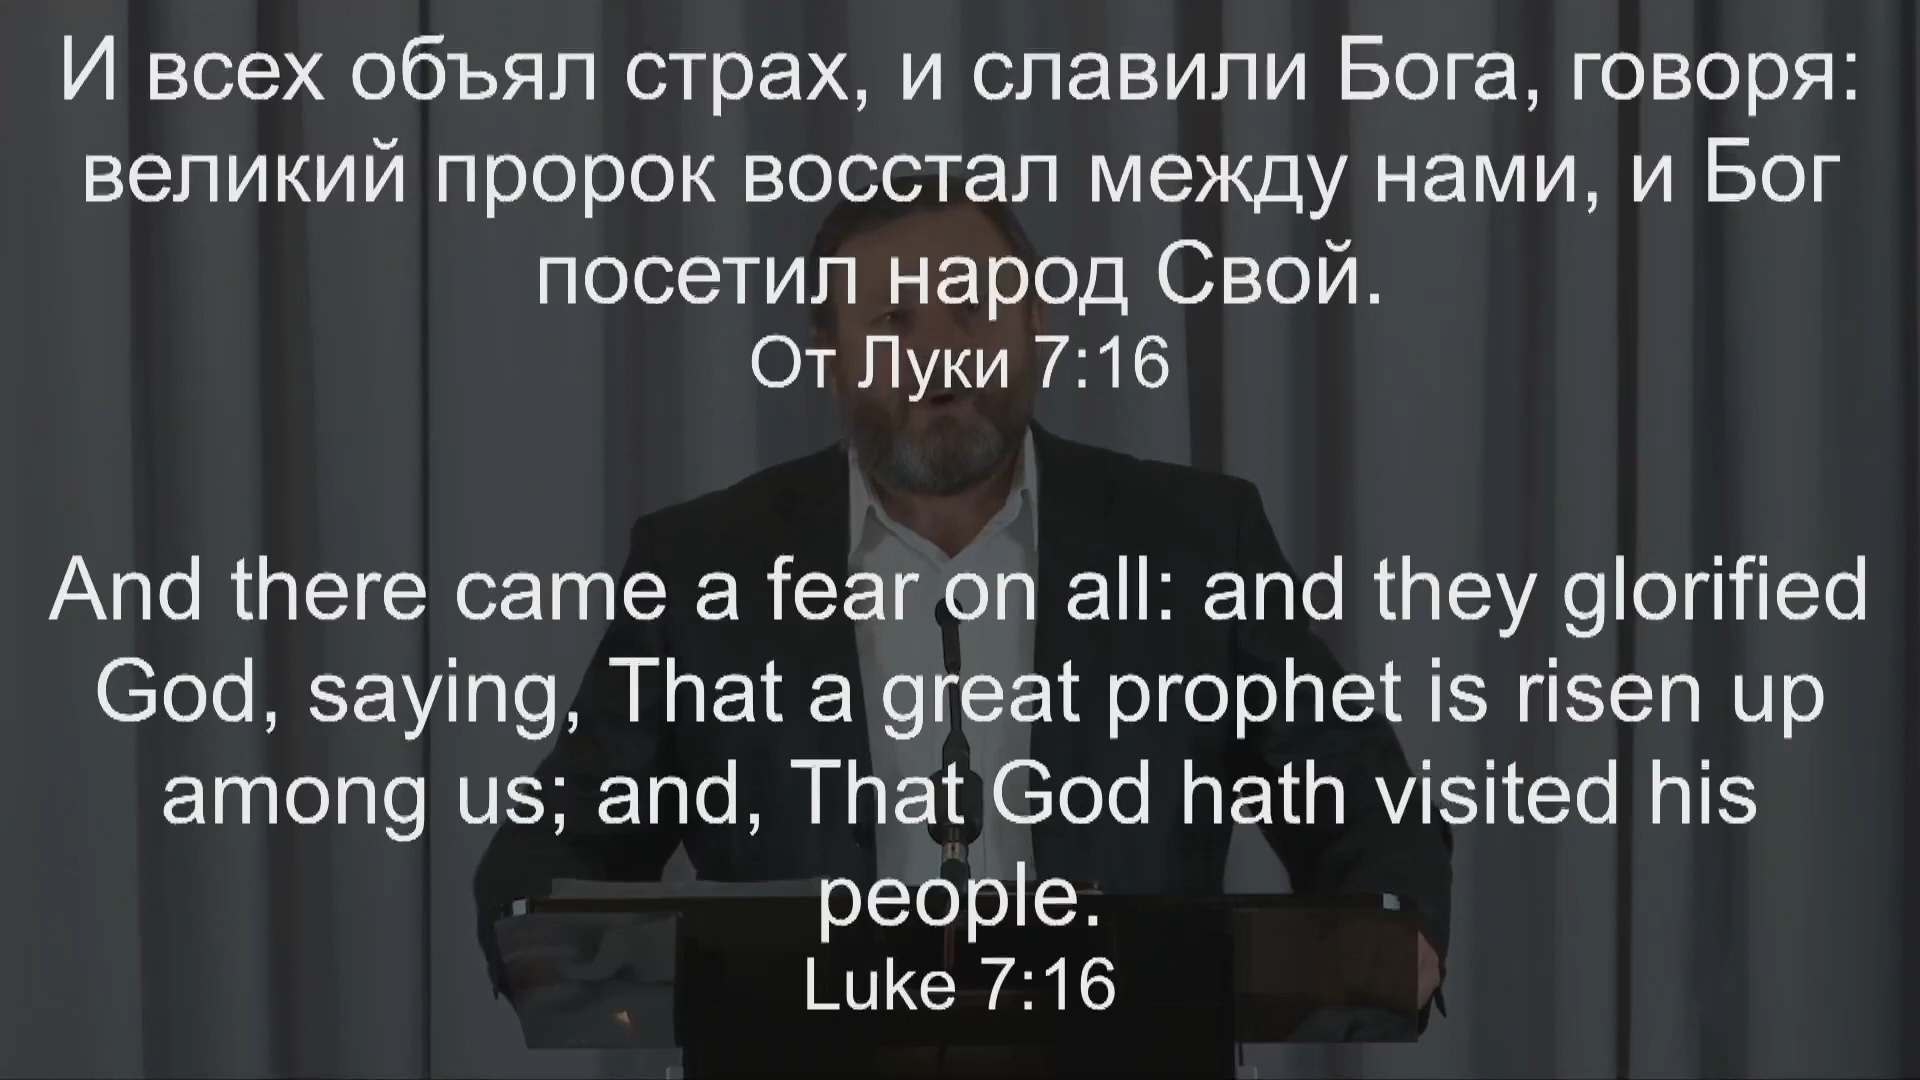 И всех объял страх, и славили Бога, говоря:
великий пророк восстал между нами, и Бог
посетил народ Свой.
От Луки 7:16
And there came a fear on all: and they glorified
God, saying, That a great prophet is risen up
among us; and, That God hath visited his
people.
Luke 7:16